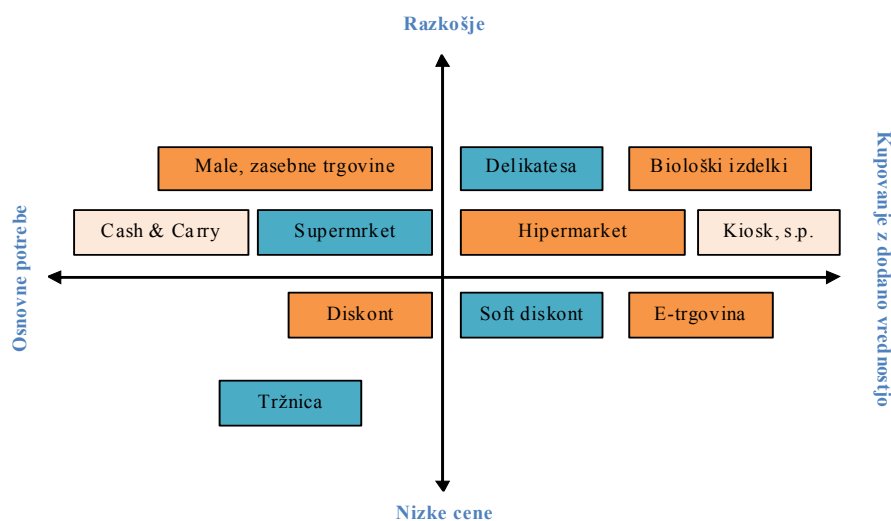 Razkošje
Male, zasebne trgovine
Delikatesa
Biološki izdelki
Cash & Carry
Supermrket
Hipermarket
Kiosk, s.p.
Osnovne potrebe
Kupovanje z dodano vrednostjo
Diskont
Soft diskont
E-trgovina
Tržnica
Nizke cene